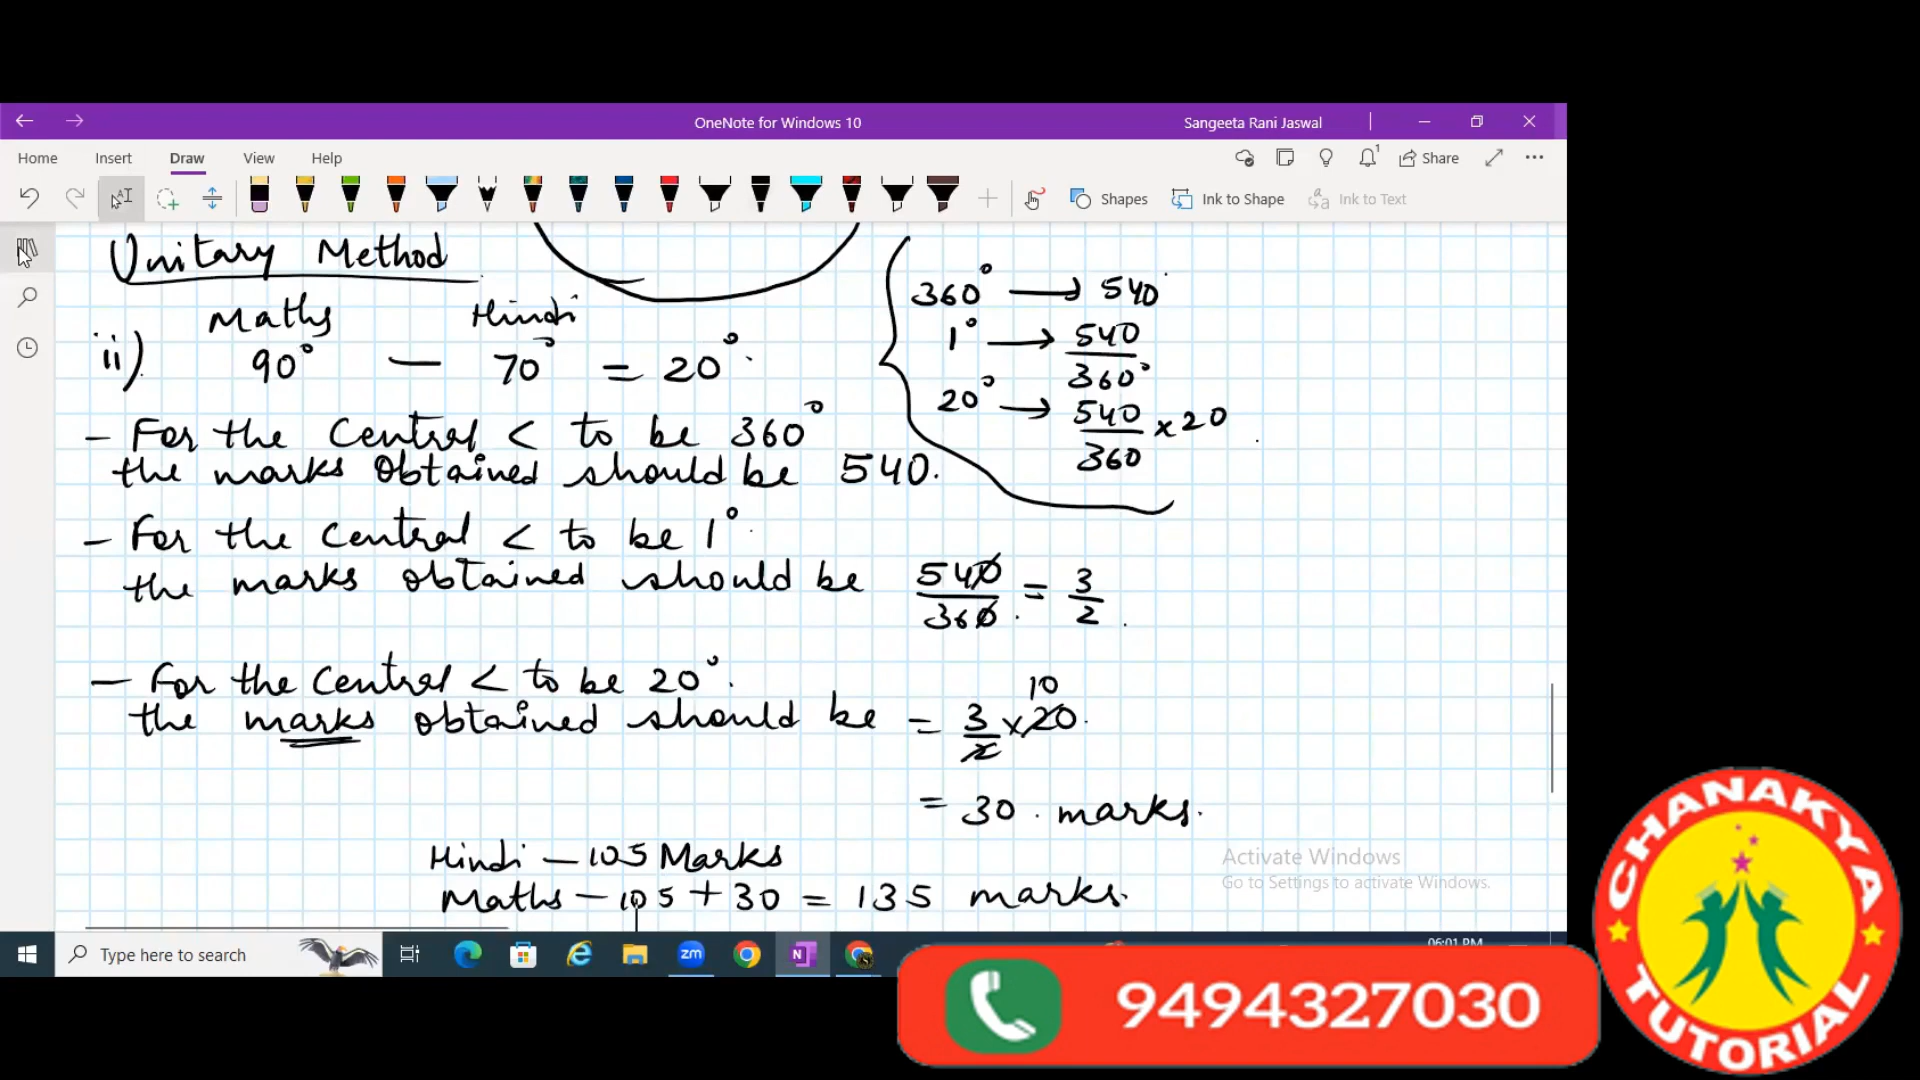 OneNote for Windows 10
Sangeeta Rani Jaswal
Home Insert Draw View Help
Share
Shapes Ink to Shape Ink to Text
Unitary Method
Maths Hindi
ii) 90° — 70° = 20°
– For the Central < to be 360°
the marks obtained should be 540.
– For the Central < to be 1°
the marks obtained should be 540/360 = 3/2
– For the Central < to be 20°.
the marks obtained should be = 3/2 × 20 10
= 30 marks.
Hindi – 105 Marks
Maths – 105 + 30 = 135 marks.
360° → 540
1° → 540/360°
20° → 540/360 × 20
Activate Windows
Go to Settings to activate Windows.
Type here to search
zm
N
06:01 PM
9494327030
CHANAKYA
TUTORIAL